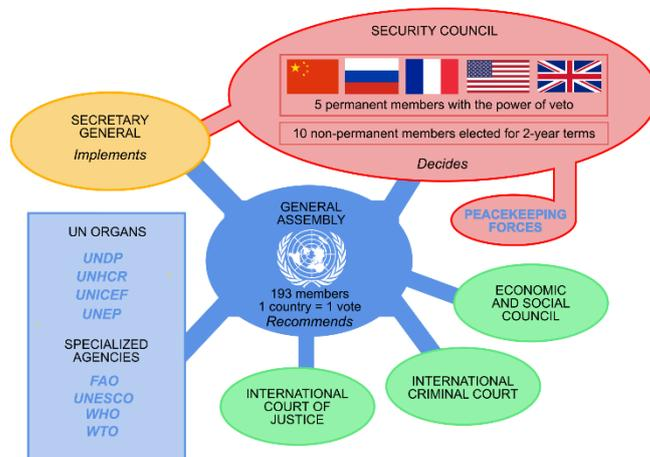 SECURITY COUNCIL
5 permanent members with the power of veto
10 non-permanent members elected for 2-year terms
Decides
SECRETARY
GENERAL
Implements
PEACEKEEPING
FORCES
GENERAL
ASSEMBLY
193 members
1 country = 1 vote
Recommends
UN ORGANS
UNDP
UNHCR
UNICEF
UNEP
SPECIALIZED
AGENCIES
FAO
UNESCO
WHO
WTO
ECONOMIC
AND SOCIAL
COUNCIL
INTERNATIONAL
CRIMINAL COURT
INTERNATIONAL
COURT OF
JUSTICE